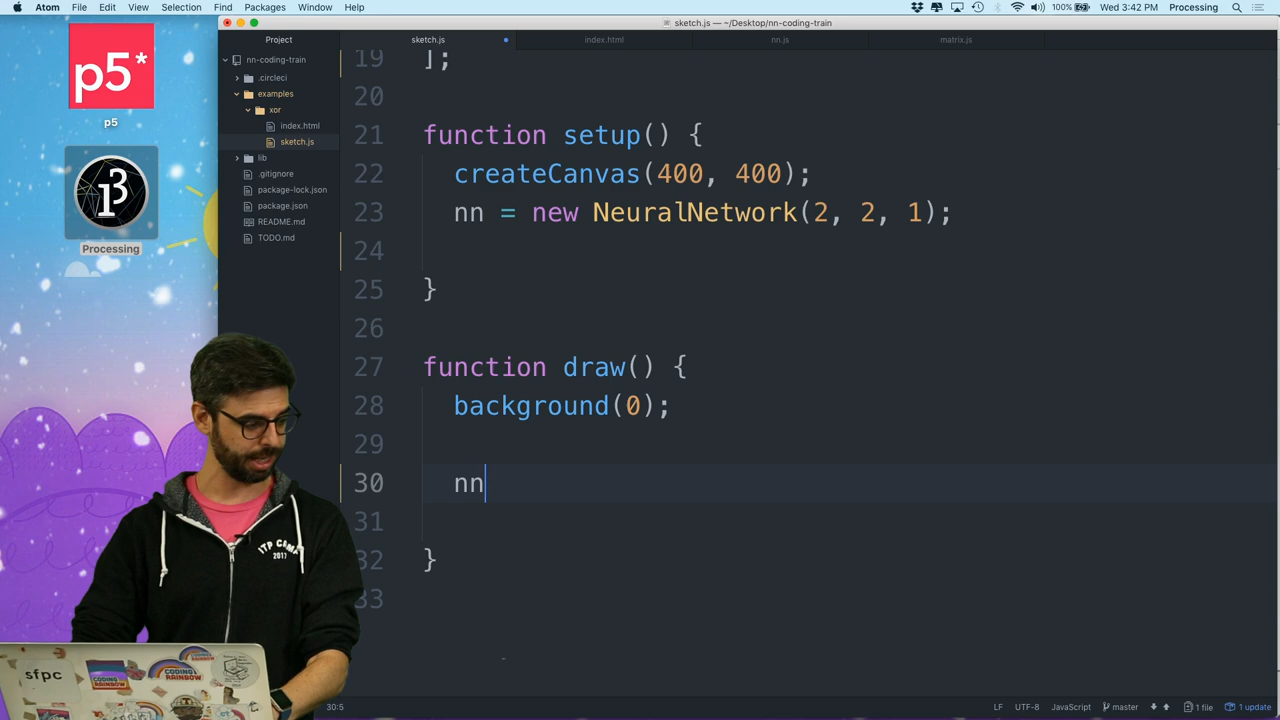 Atom File Edit View Selection Find Packages Window Help
100% Wed 3:42 PM Processing
sketch.js — ~/Desktop/nn-coding-train
Project
sketch.js index.html nn.js matrix.js
nn-coding-train
.circleci
examples
xor
index.html
sketch.js
lib
.gitignore
package-lock.json
package.json
README.md
TODO.md
p5*
p5
Processing
19 ];
20
21 function setup() {
22 createCanvas(400, 400);
23 nn = new NeuralNetwork(2, 2, 1);
24
25 }
26
27 function draw() {
28 background(0);
29
30 nn
31
32 }
33
ITP CAMP
2017
sfpc
CODING
RAINBOW
30:5
LF UTF-8 JavaScript master 1 file 1 update